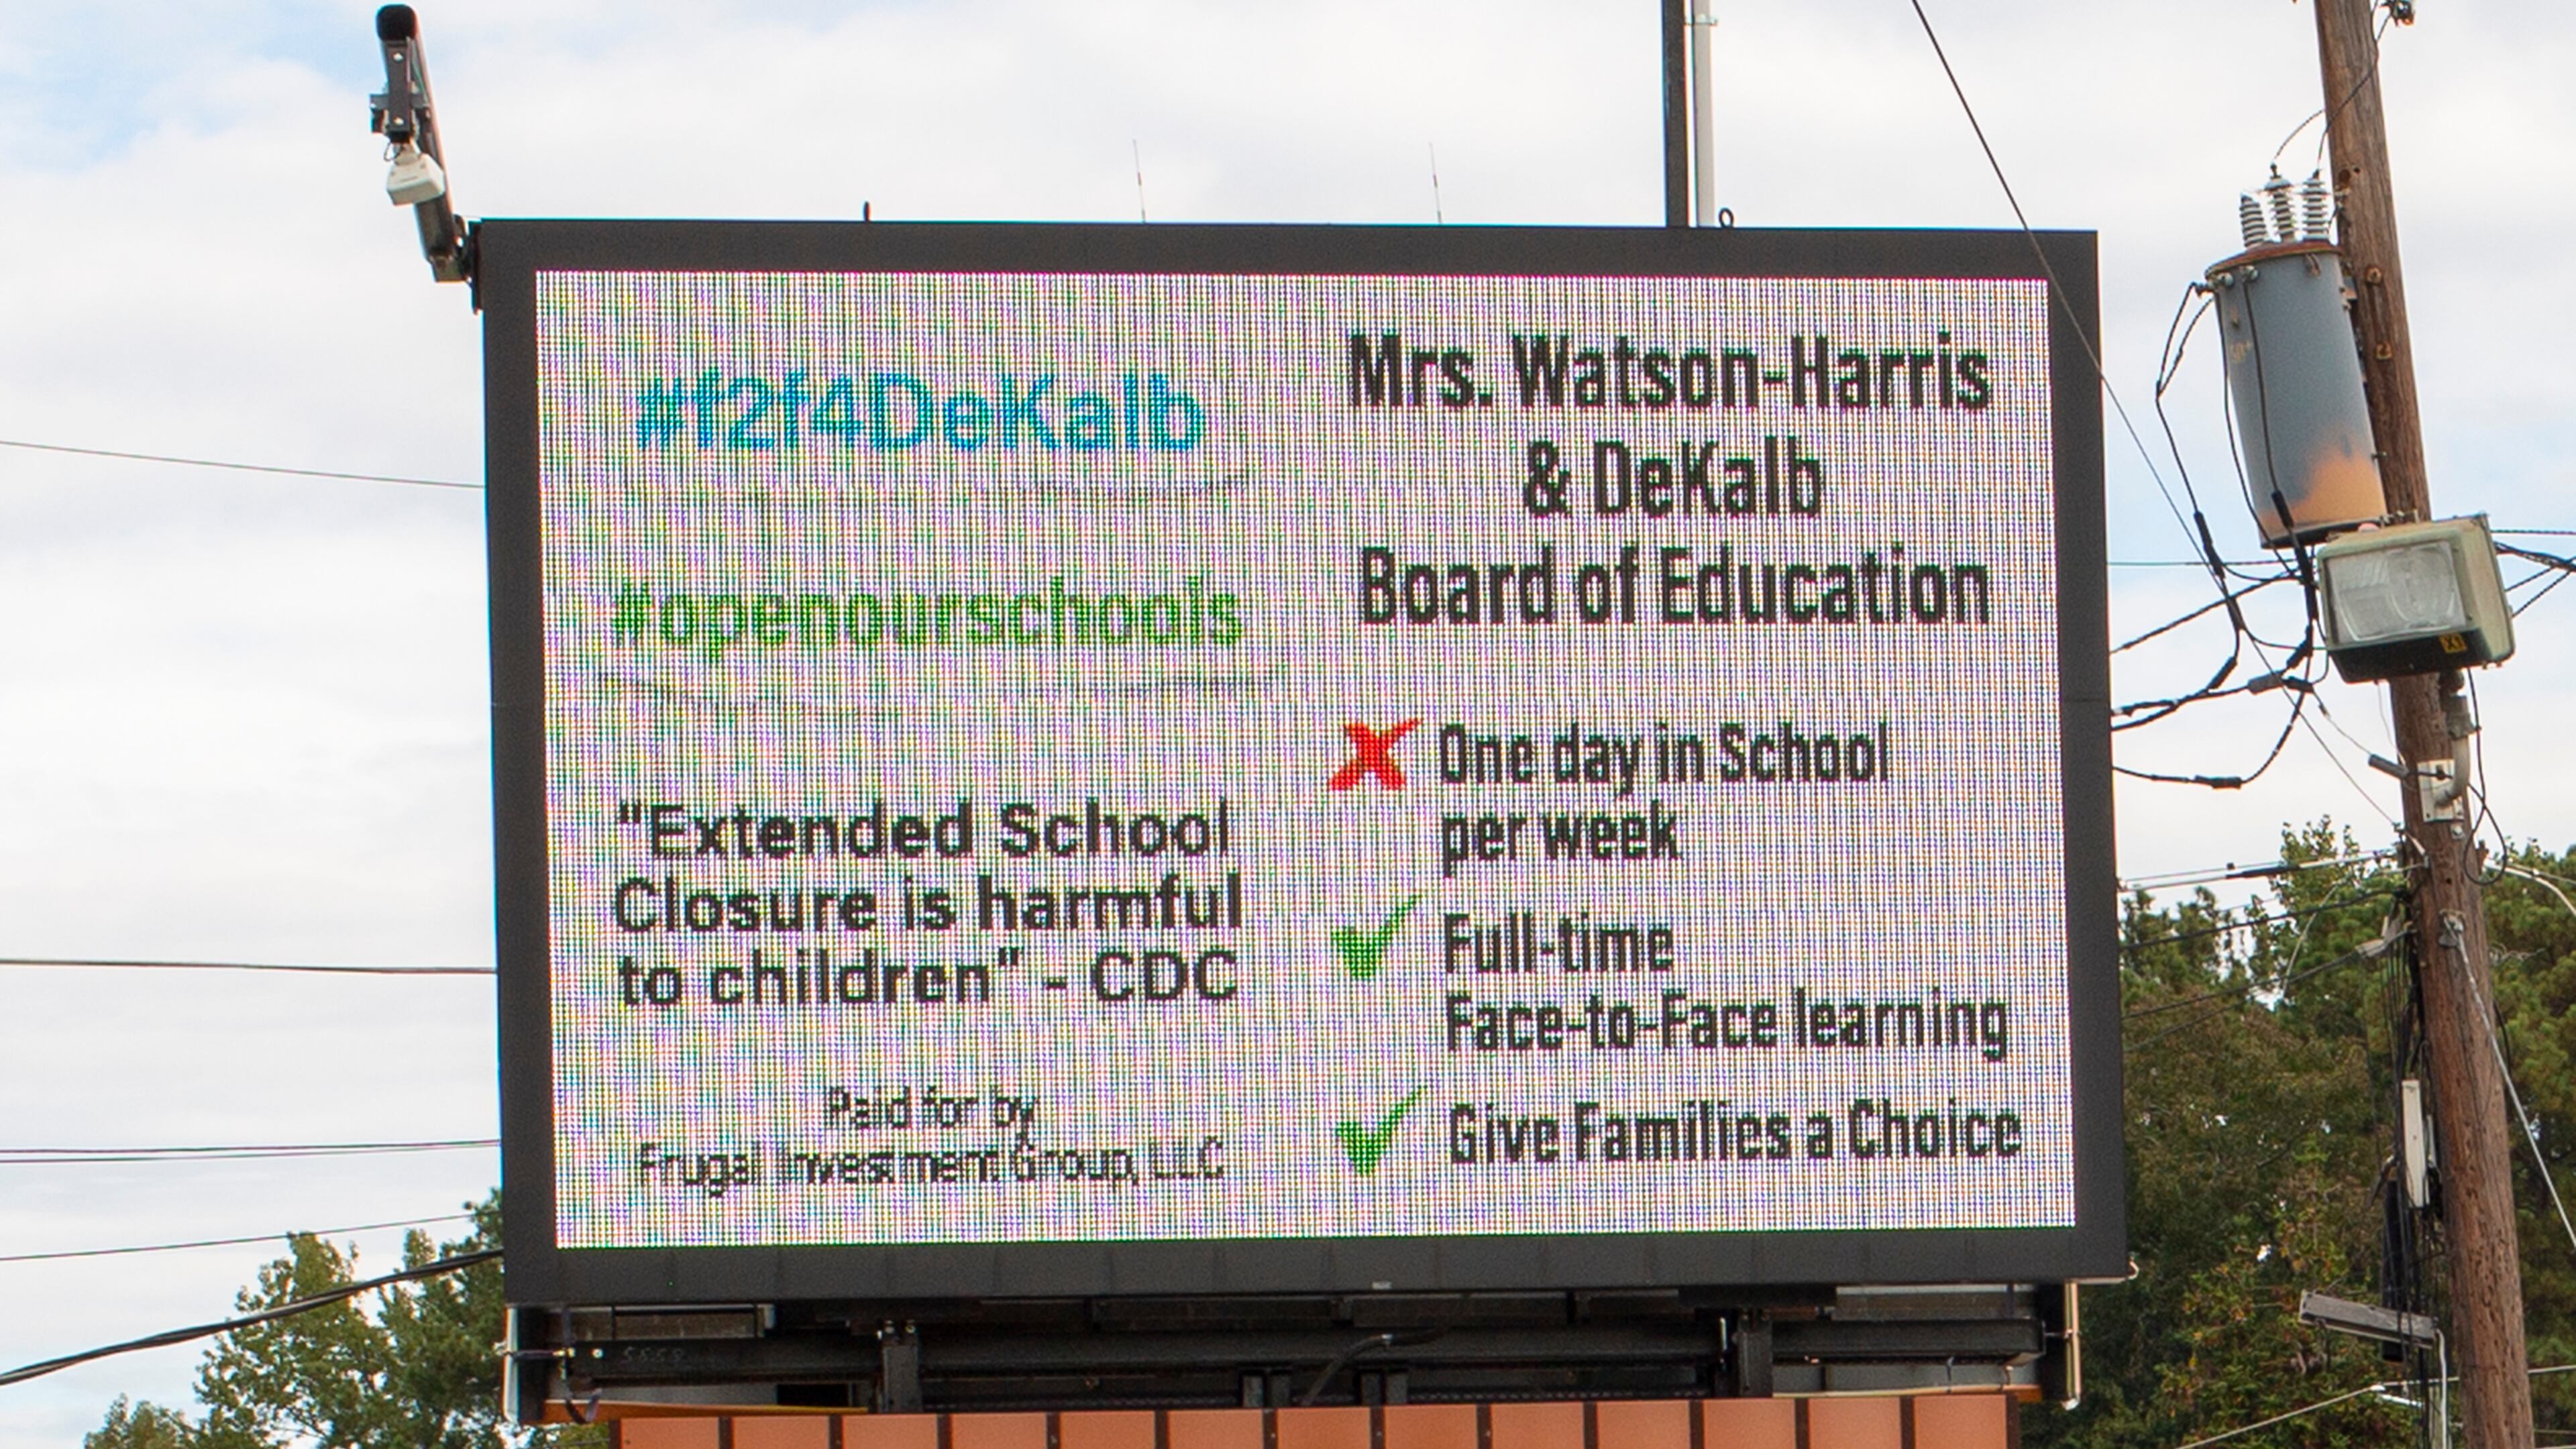 #f2f4DeKalb
#openourschools
"Extended School
Closure is harmful
to children" - CDC
Paid for by
Frugal Investment Group, LLC
Mrs. Watson-Harris
& DeKalb
Board of Education
One day in School
per week
Full-time
Face-to-Face learning
Give Families a Choice